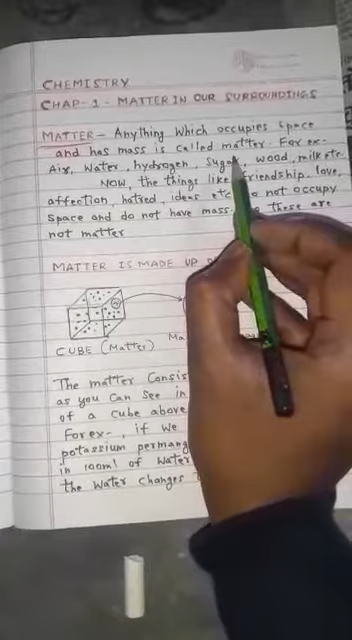 CHEMISTRY
CHAP-1- MATTER IN OUR SURROUNDINGS
MATTER- Anything which occupies space
and has mass is called matter. For ex-
Air, Water, hydrogen, Sugar, wood, milk etc.
NOW, the things like friendship, love,
affection, hatred, ideas etc do not occupy
space and do not have mass. these are
not matter
MATTER IS MADE UP
CUBE (Matter)
The matter Consis
as you can see in
of a cube above
For ex-, if we
potassium permang
in 100ml of water
the water changes